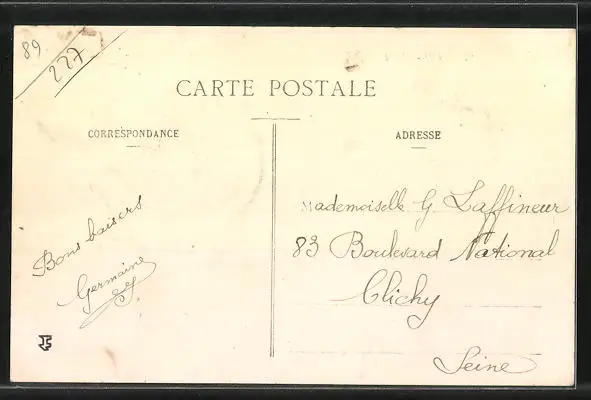 89
227
CARTE POSTALE
CORRESPONDANCE
ADRESSE
Bons baisers
Germaine
Mademoiselle G Laffineur
83 Boulevard National
Clichy
Seine